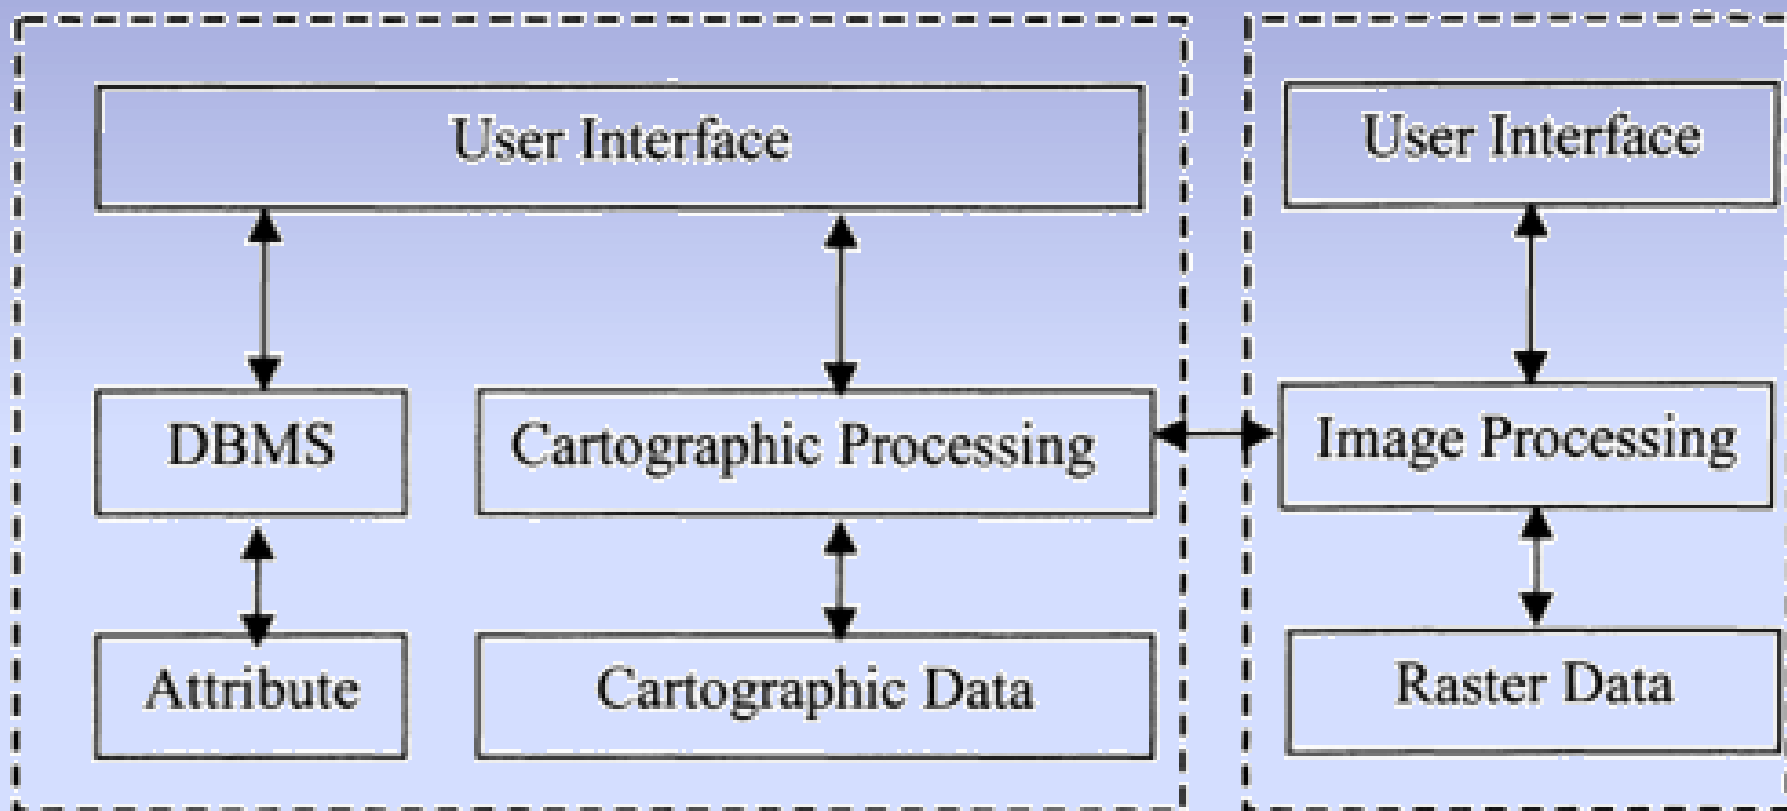 User Interface
User Interface
DBMS
Cartographic Processing
Image Processing
Attribute
Cartographic Data
Raster Data